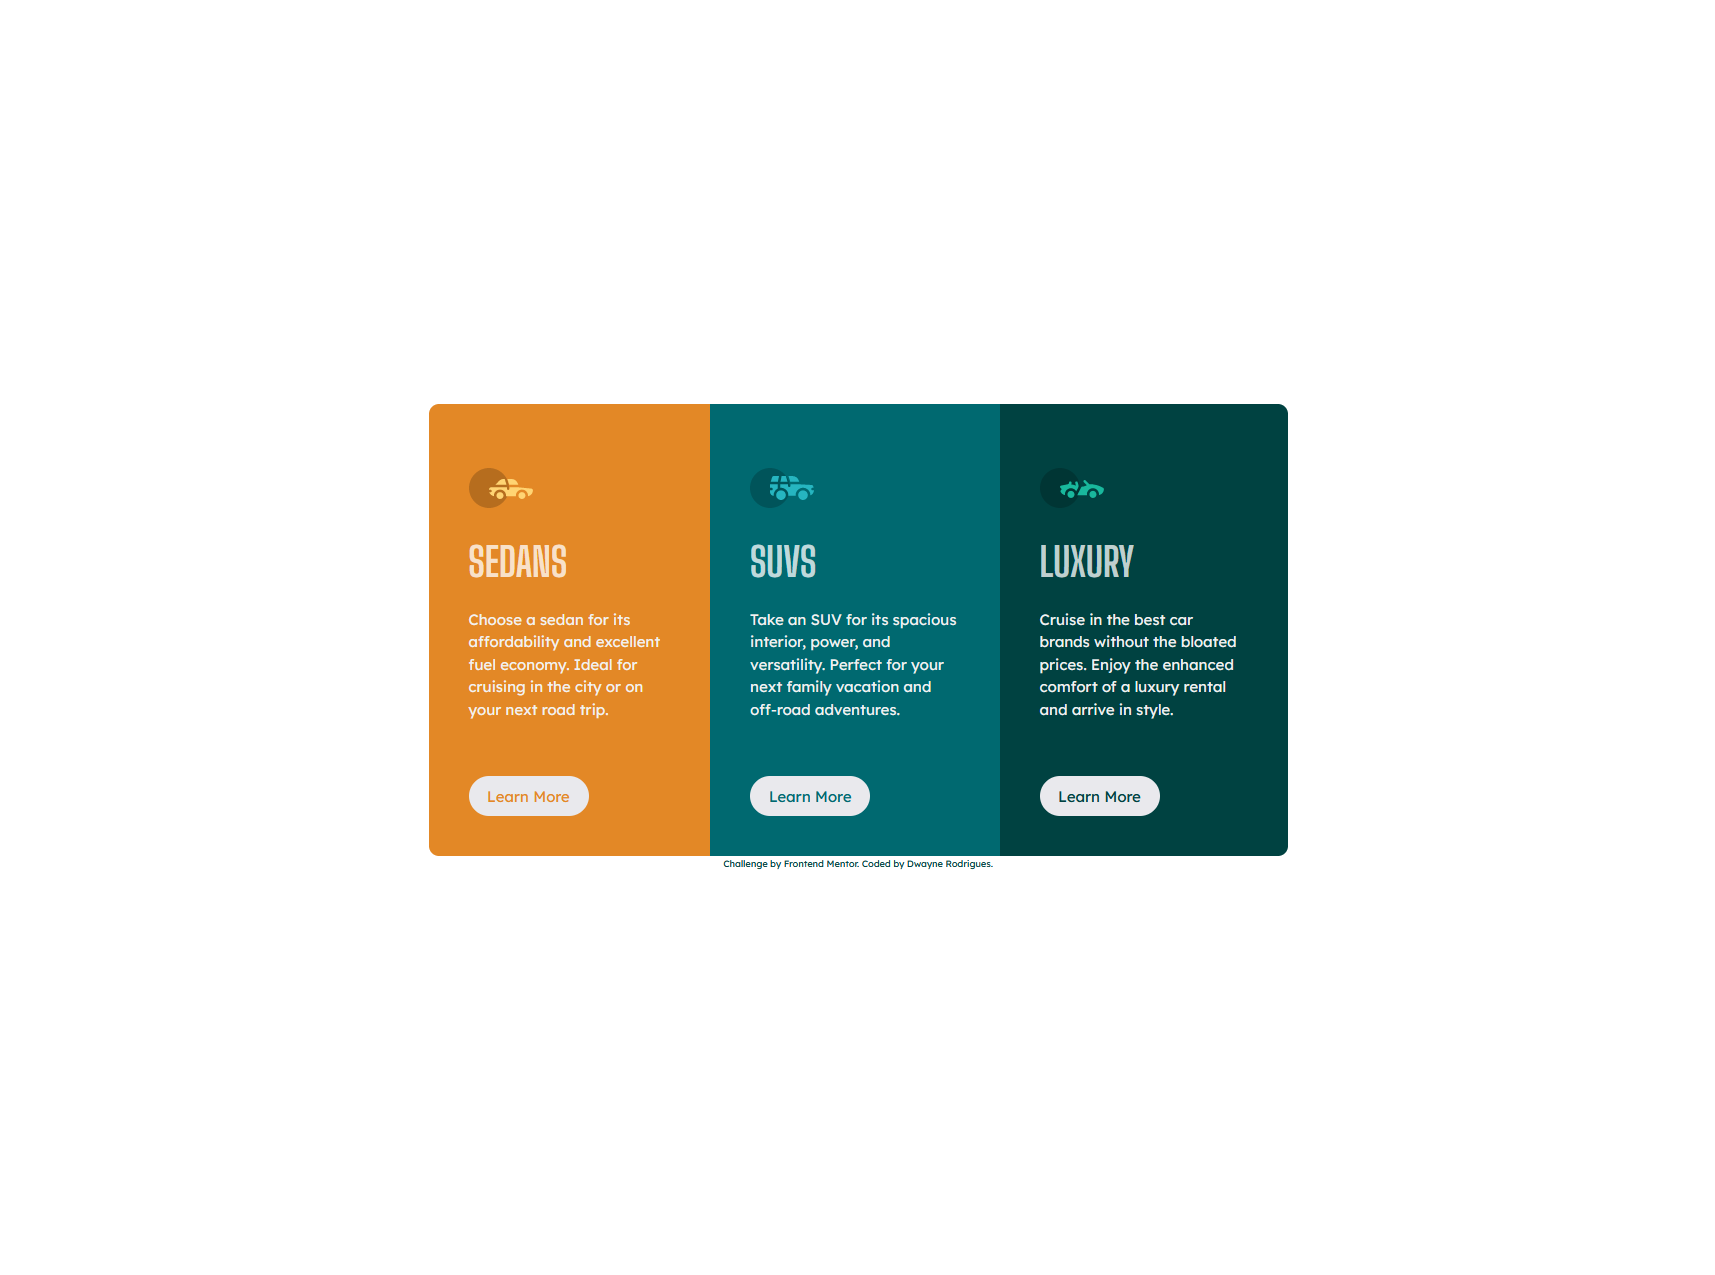 SEDANS
Choose a sedan for its
affordability and excellent
fuel economy. Ideal for
cruising in the city or on
your next road trip.
Learn More
SUVS
Take an SUV for its spacious
interior, power, and
versatility. Perfect for your
next family vacation and
off-road adventures.
Learn More
LUXURY
Cruise in the best car
brands without the bloated
prices. Enjoy the enhanced
comfort of a luxury rental
and arrive in style.
Learn More
Challenge by Frontend Mentor. Coded by Dwayne Rodrigues.